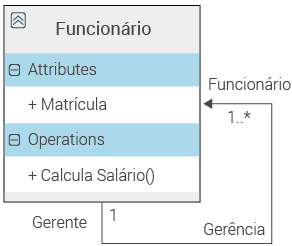 Funcionário
Attributes
+ Matrícula
Operations
+ Calcula Salário()
Funcionário
1..*
Gerente
1
Gerência